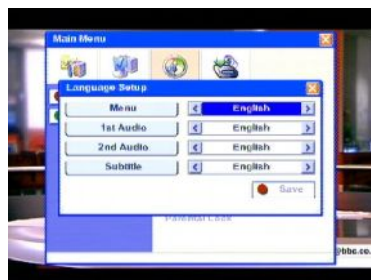 Main Menu
Language Setup
Menu English
1st Audio English
2nd Audio English
Subtitle English
Save
Parental Lock
@bbc.co.